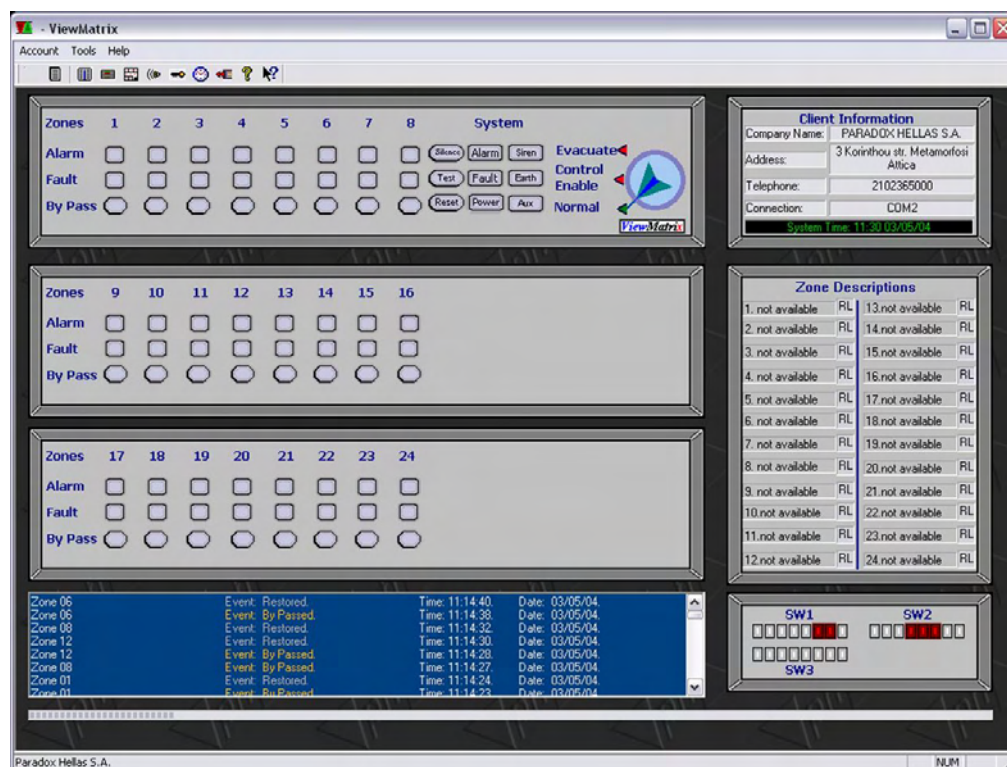 - ViewMatrix
Account Tools Help
Zones 1 2 3 4 5 6 7 8 System
Alarm Silence Alarm Siren Evacuate
Fault Test Fault Earth Control Enable
By Pass Reset Power Aux Normal
ViewMatrix
Client Information
Company Name: PARADOX HELLAS S.A.
Address: 3 Korinthou str. Metamorfosi Attica
Telephone: 2102365000
Connection: COM2
System Time: 11:30 03/05/04
Zones 9 10 11 12 13 14 15 16
Alarm
Fault
By Pass
Zones 17 18 19 20 21 22 23 24
Alarm
Fault
By Pass
Zone Descriptions
1. not available RL 13.not available RL
2. not available RL 14.not available RL
3. not available RL 15.not available RL
4. not available RL 16.not available RL
5. not available RL 17.not available RL
6. not available RL 18.not available RL
7. not available RL 19.not available RL
8. not available RL 20.not available RL
9. not available RL 21.not available RL
10.not available RL 22.not available RL
11.not available RL 23.not available RL
12.not available RL 24.not available RL
Zone 06 Event: Restored. Time: 11:14:40. Date: 03/05/04.
Zone 06 Event: By Passed. Time: 11:14:38. Date: 03/05/04.
Zone 08 Event: Restored. Time: 11:14:32. Date: 03/05/04.
Zone 12 Event: Restored. Time: 11:14:30. Date: 03/05/04.
Zone 12 Event: By Passed. Time: 11:14:28. Date: 03/05/04.
Zone 08 Event: By Passed. Time: 11:14:27. Date: 03/05/04.
Zone 01 Event: Restored. Time: 11:14:24. Date: 03/05/04.
Zone 01 Event: By Passed. Time: 11:14:23. Date: 03/05/04.
SW1 SW2
SW3
Paradox Hellas S.A. NUM